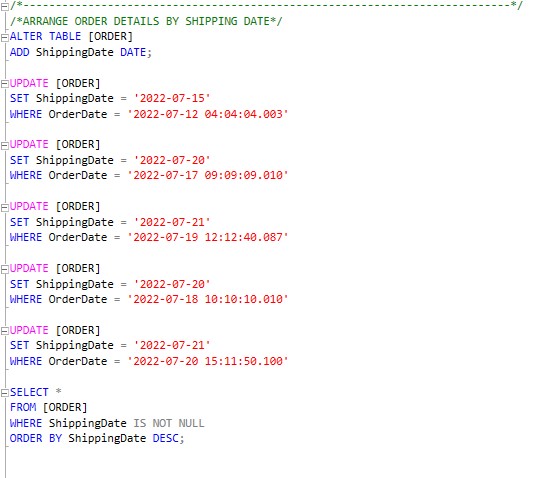 /*----------------------------------------------------------------------------*/
/*ARRANGE ORDER DETAILS BY SHIPPING DATE*/
ALTER TABLE [ORDER]
ADD ShippingDate DATE;
UPDATE [ORDER]
SET ShippingDate = '2022-07-15'
WHERE OrderDate = '2022-07-12 04:04:04.003'
UPDATE [ORDER]
SET ShippingDate = '2022-07-20'
WHERE OrderDate = '2022-07-17 09:09:09.010'
UPDATE [ORDER]
SET ShippingDate = '2022-07-21'
WHERE OrderDate = '2022-07-19 12:12:40.087'
UPDATE [ORDER]
SET ShippingDate = '2022-07-20'
WHERE OrderDate = '2022-07-18 10:10:10.010'
UPDATE [ORDER]
SET ShippingDate = '2022-07-21'
WHERE OrderDate = '2022-07-20 15:11:50.100'
SELECT *
FROM [ORDER]
WHERE ShippingDate IS NOT NULL
ORDER BY ShippingDate DESC;